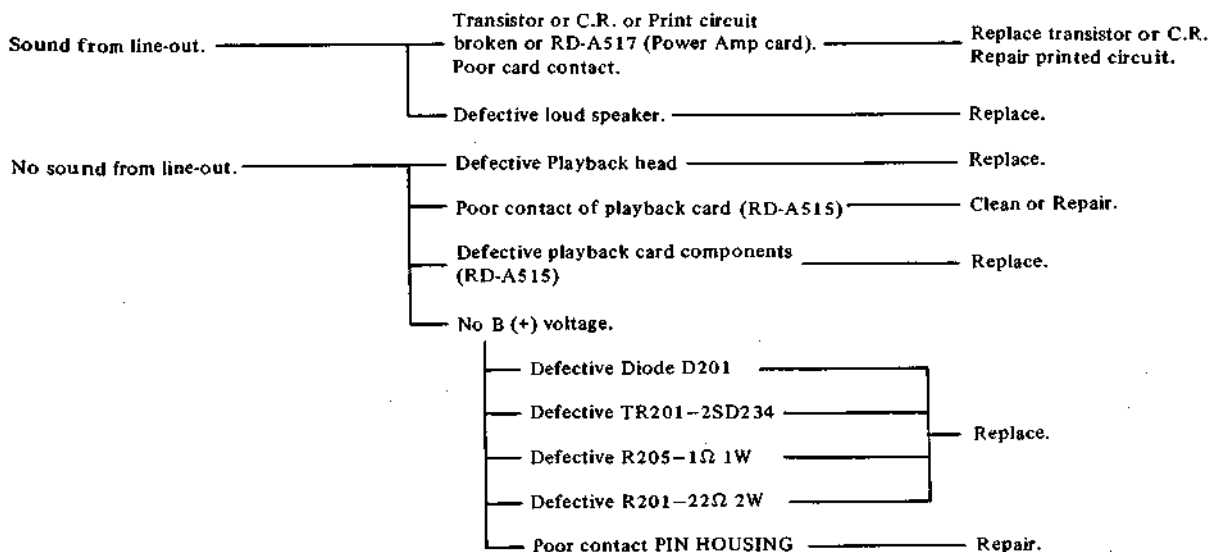 Sound from line-out.
Transistor or C.R. or Print circuit
broken or RD-A517 (Power Amp card).
Poor card contact.
Replace transistor or C.R.
Repair printed circuit.
Defective loud speaker.
Replace.
No sound from line-out.
Defective Playback head
Replace.
Poor contact of playback card (RD-A515)
Clean or Repair.
Defective playback card components
(RD-A515)
Replace.
No B (+) voltage.
Defective Diode D201
Defective TR201-2SD234
Defective R205-1Ω 1W
Defective R201-22Ω 2W
Replace.
Poor contact PIN HOUSING
Repair.